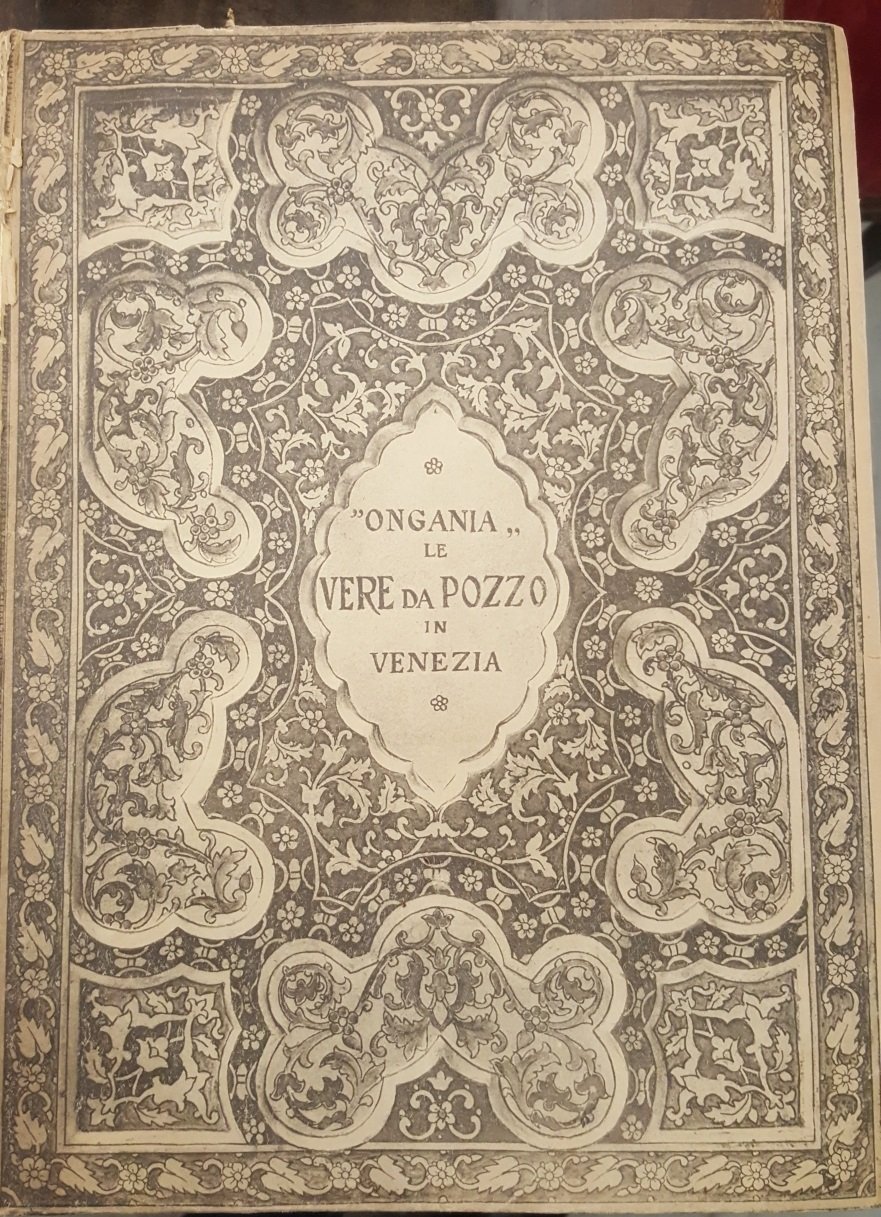 "ONGANIA„
LE
VERE DA POZZO
IN
VENEZIA